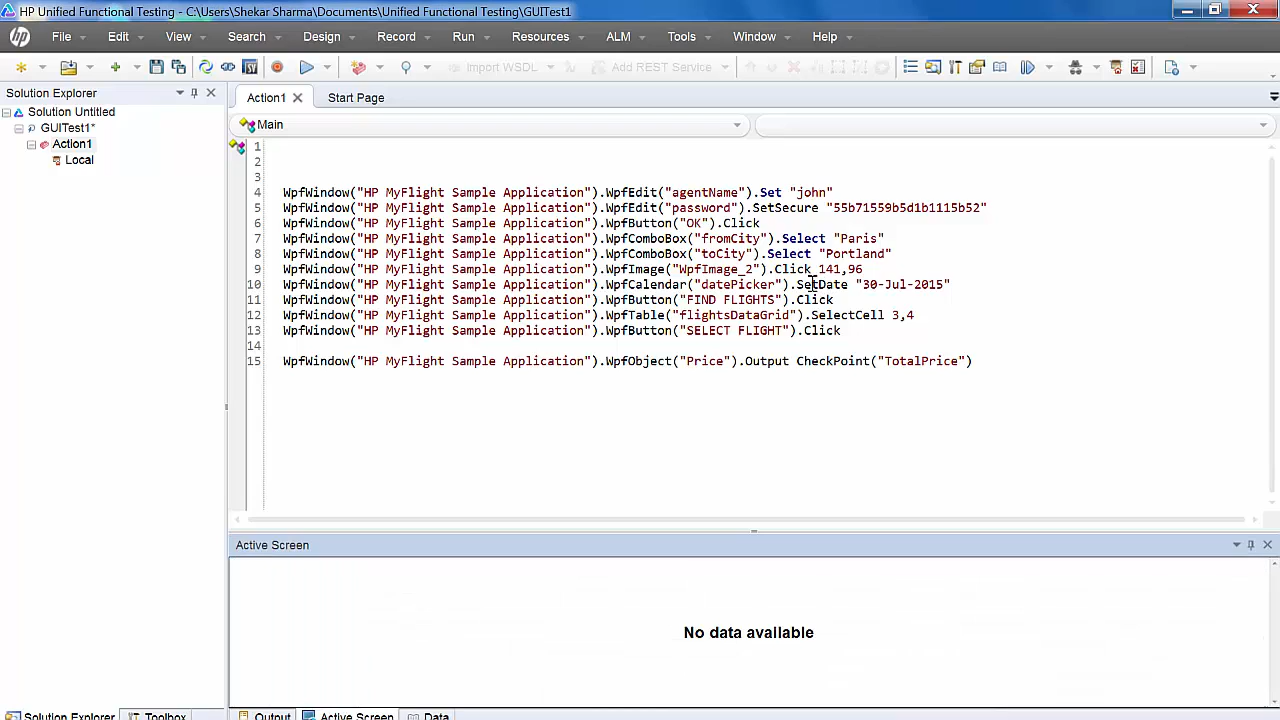 HP Unified Functional Testing - C:\Users\Shekar Sharma\Documents\Unified Functional Testing\GUITest1
File Edit View Search Design Record Run Resources ALM Tools Window Help
Import WSDL Add REST Service
Solution Explorer
Solution Untitled
GUITest1*
Action1
Local
Action1 Start Page
Main
1
2
3
4 WpfWindow("HP MyFlight Sample Application").WpfEdit("agentName").Set "john"
5 WpfWindow("HP MyFlight Sample Application").WpfEdit("password").SetSecure "55b71559b5d1b1115b52"
6 WpfWindow("HP MyFlight Sample Application").WpfButton("OK").Click
7 WpfWindow("HP MyFlight Sample Application").WpfComboBox("fromCity").Select "Paris"
8 WpfWindow("HP MyFlight Sample Application").WpfComboBox("toCity").Select "Portland"
9 WpfWindow("HP MyFlight Sample Application").WpfImage("WpfImage_2").Click 141,96
10 WpfWindow("HP MyFlight Sample Application").WpfCalendar("datePicker").SetDate "30-Jul-2015"
11 WpfWindow("HP MyFlight Sample Application").WpfButton("FIND FLIGHTS").Click
12 WpfWindow("HP MyFlight Sample Application").WpfTable("flightsDataGrid").SelectCell 3,4
13 WpfWindow("HP MyFlight Sample Application").WpfButton("SELECT FLIGHT").Click
14
15 WpfWindow("HP MyFlight Sample Application").WpfObject("Price").Output CheckPoint("TotalPrice")
Active Screen
No data available
Solution Explorer Toolbox Output Active Screen Data